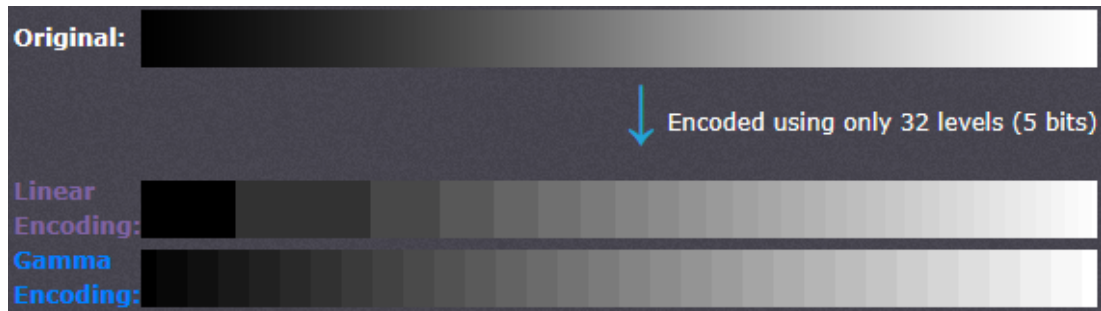 Original:
Encoded using only 32 levels (5 bits)
Linear
Encoding:
Gamma
Encoding: